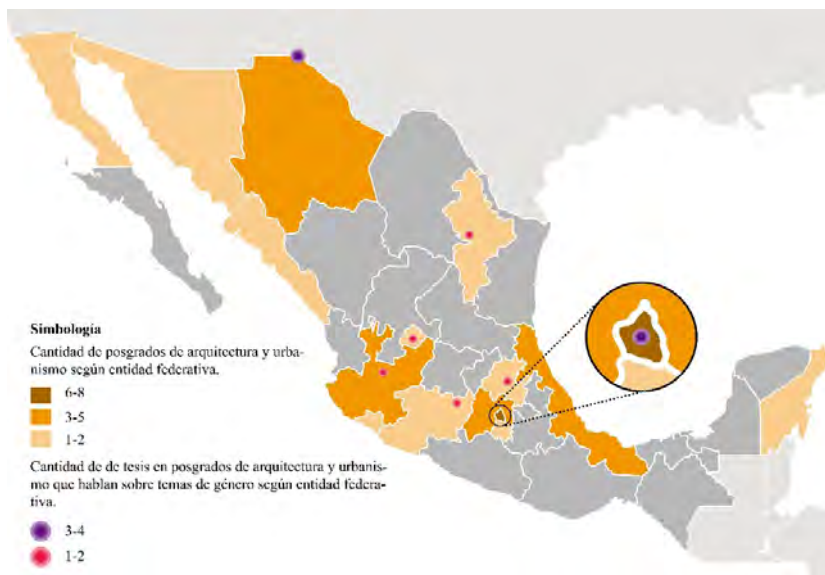 Simbología
Cantidad de posgrados de arquitectura y urba-
nismo según entidad federativa.
6-8
3-5
1-2
Cantidad de de tesis en posgrados de arquitectura y urbanis-
mo que hablan sobre temas de género según entidad federa-
tiva.
3-4
1-2